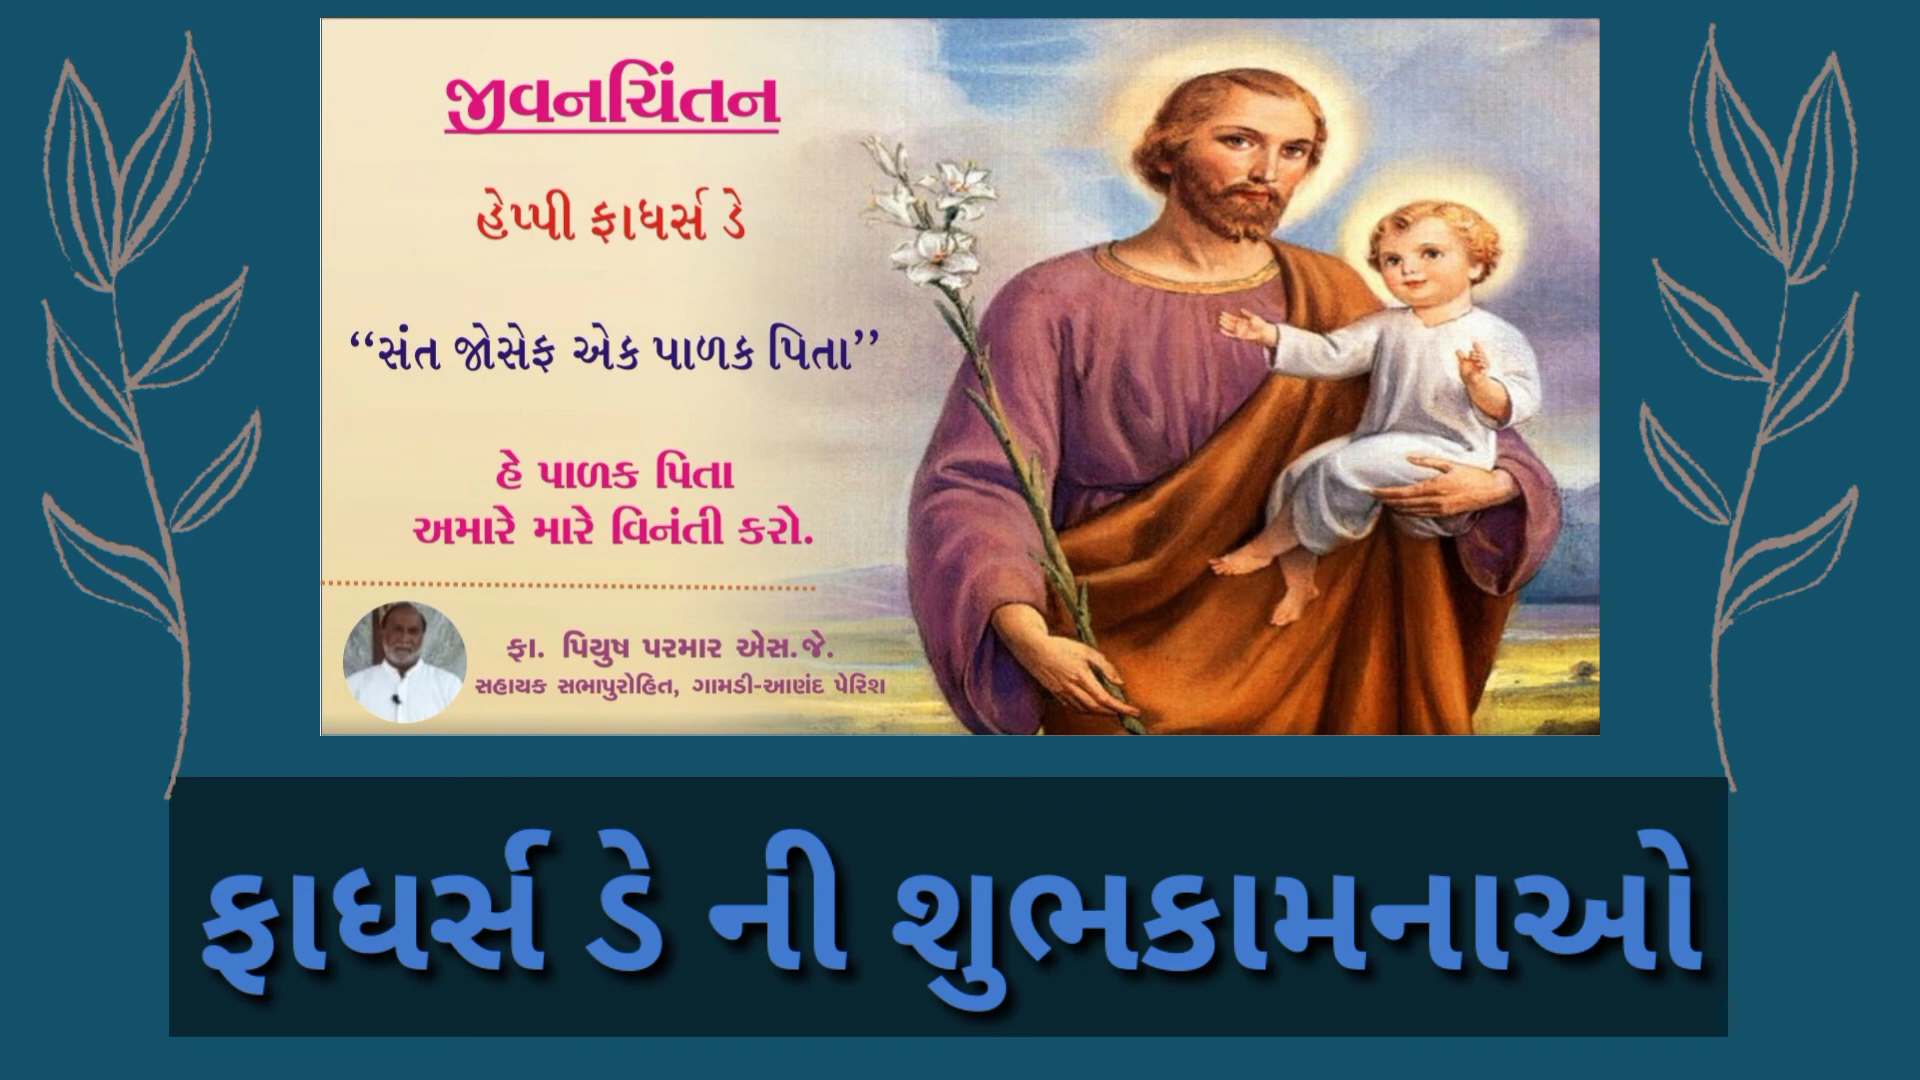 જીવનચિંતન
હેપ્પી ફાધર્સ ડે
“સંત જોસેફ એક પાળક પિતા”
હે પાળક પિતા
અમારે મારે વિનંતી કરો.
ફા. પિયુષ પરમાર એસ.જે.
સહાયક સભાપુરોહિત, ગામડી-આણંદ પેરિશ
ફાધર્સ ડે ની શુભકામનાઓ